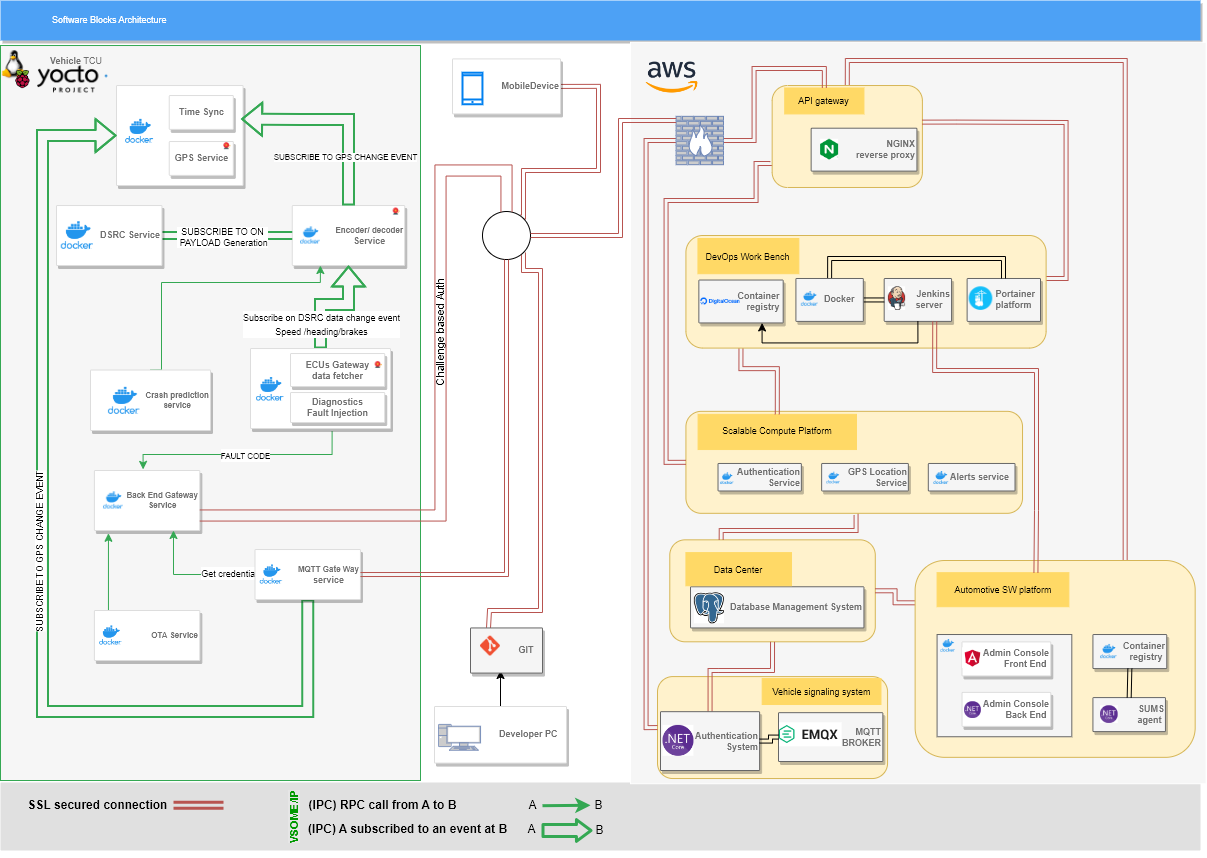 Software Blocks Architecture
Vehicle TCU
yocto
PROJECT
docker
Time Sync
GPS Service
SUBSCRIBE TO GPS CHANGE EVENT
docker
DSRC Service
SUBSCRIBE TO ON
PAYLOAD Generation
docker
Encoder/ decoder
Service
Subscribe on DSRC data change event
Speed /heading/brakes
docker
ECUs Gateway
data fetcher
Diagnostics
Fault Injection
docker
Crash prediction
service
FAULT CODE
docker
Back End Gateway
Service
Get credentia
docker
MQTT Gate Way
service
docker
OTA Service
SUBSCRIBE TO GPS CHANGE EVENT
Challenge based Auth
MobileDevice
GIT
Developer PC
aws
API gateway
NGINX
reverse proxy
DevOps Work Bench
DigitalOcean
Container
registry
docker
Docker
Jenkins
server
Portainer
platform
Scalable Compute Platform
docker
Authentication
Service
docker
GPS Location
Service
docker
Alerts service
Data Center
Database Management System
Vehicle signaling system
.NET
Core
Authentication
System
EMQX
MQTT
BROKER
Automotive SW platform
docker
Admin Console
Front End
.NET
Core
Admin Console
Back End
docker
Container
registry
.NET
Core
SUMS
agent
SSL secured connection
VSOME/IP
(IPC) RPC call from A to B
A
B
(IPC) A subscribed to an event at B
A
B